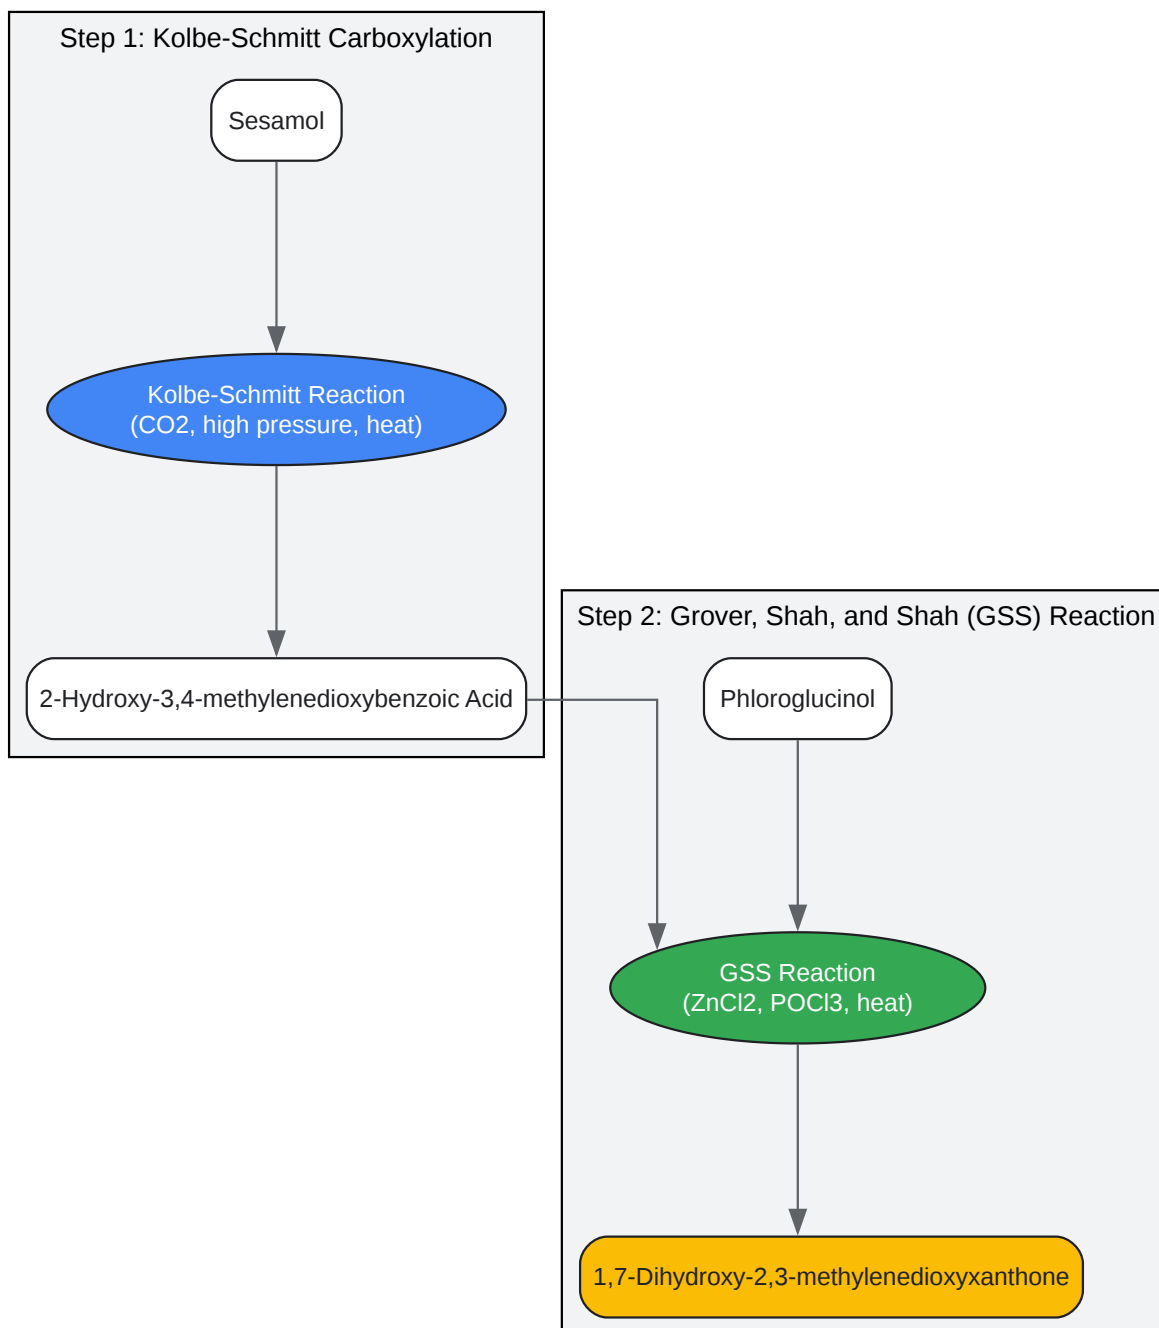 Step 1: Kolbe-Schmitt Carboxylation
Sesamol
Kolbe-Schmitt Reaction
(CO2, high pressure, heat)
2-Hydroxy-3,4-methylenedioxybenzoic Acid
Step 2: Grover, Shah, and Shah (GSS) Reaction
Phloroglucinol
GSS Reaction
(ZnCl2, POCl3, heat)
1,7-Dihydroxy-2,3-methylenedioxyxanthone